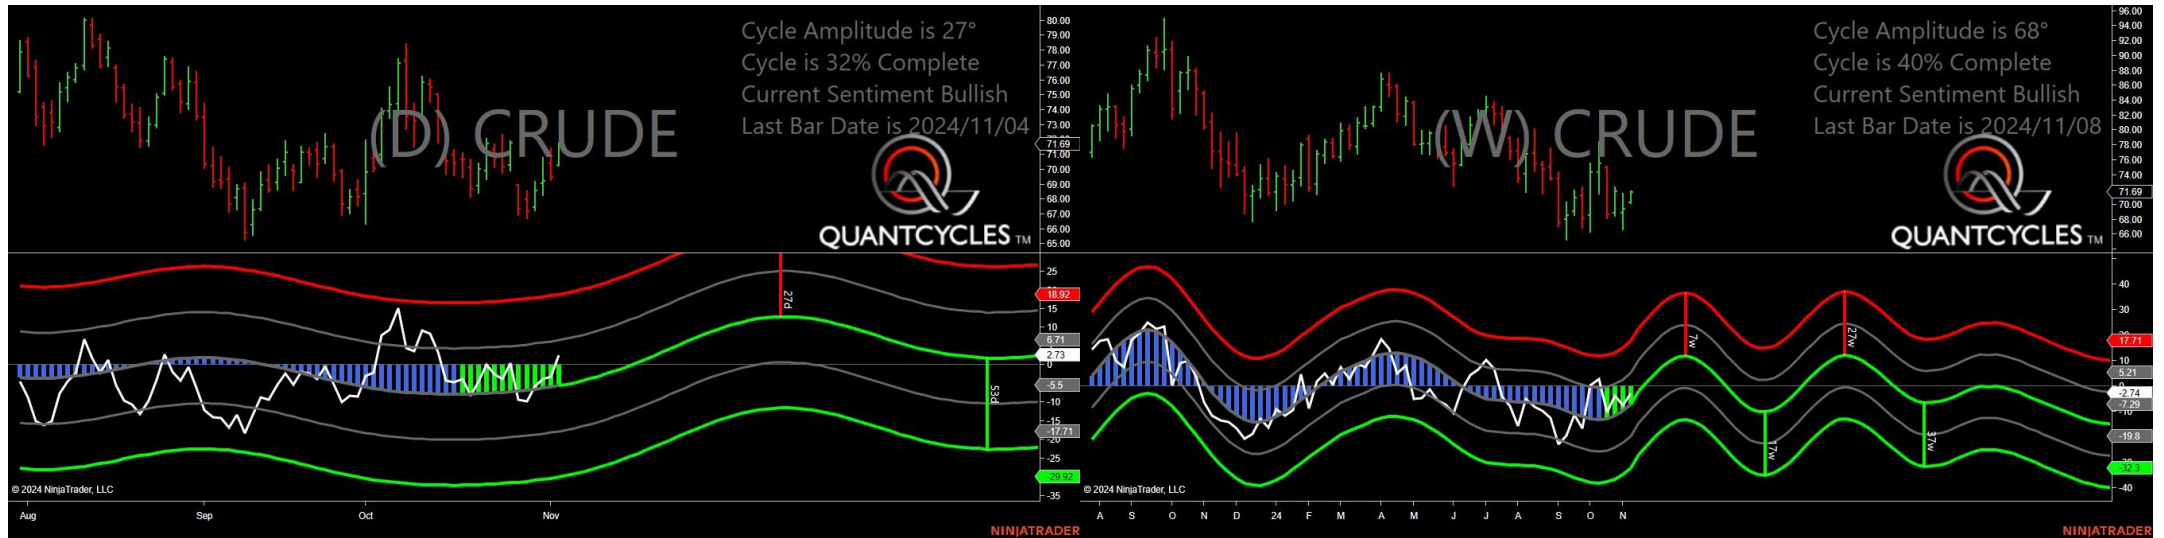 Cycle Amplitude is 27°
Cycle is 32% Complete
Current Sentiment Bullish
Last Bar Date is 2024/11/04
(D) CRUDE
QUANTCYCLES TM
80.00
79.00
78.00
77.00
76.00
75.00
74.00
73.00
71.69
71.00
70.00
69.00
68.00
67.00
66.00
65.00
27d
53d
25
18.92
15
10
6.71
2.73
0
-5.5
-10
-15
-17.71
-20
-25
-29.92
-35
© 2024 NinjaTrader, LLC
Aug
Sep
Oct
Nov
NINJATRADER
Cycle Amplitude is 68°
Cycle is 40% Complete
Current Sentiment Bullish
Last Bar Date is 2024/11/08
(W) CRUDE
QUANTCYCLES TM
96.00
94.00
92.00
90.00
88.00
86.00
84.00
82.00
80.00
78.00
76.00
74.00
71.69
70.00
68.00
66.00
7w
17w
27w
37w
40
30
20
17.71
10
5.21
-2.74
-7.29
-19.8
-32.3
-40
© 2024 NinjaTrader, LLC
A S O N D 24 F M A M J J A S O N
NINJATRADER